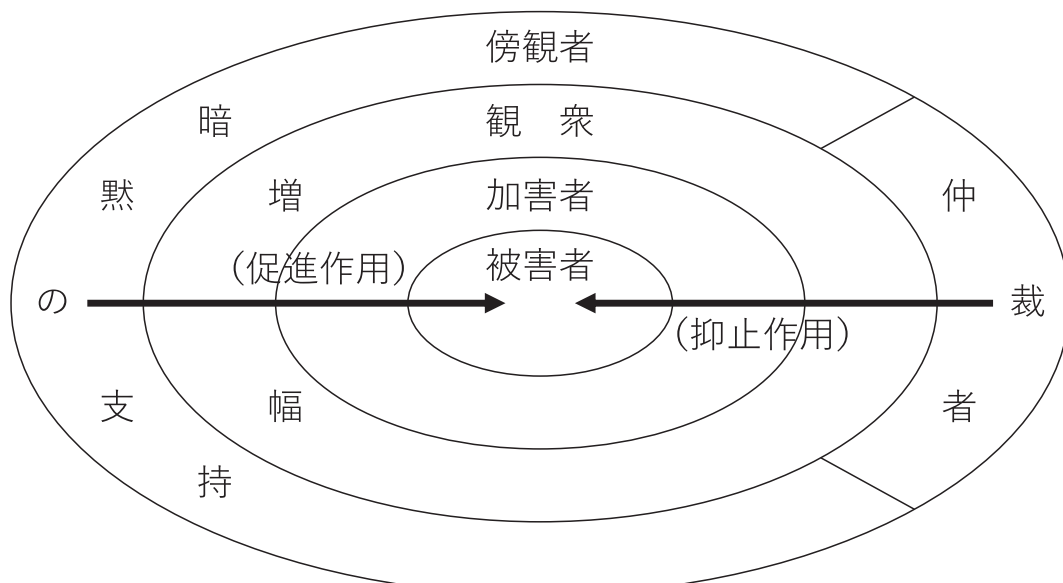 傍観者
暗黙の支持
観　衆
増幅
加害者
被害者
(促進作用)
(抑止作用)
仲裁者